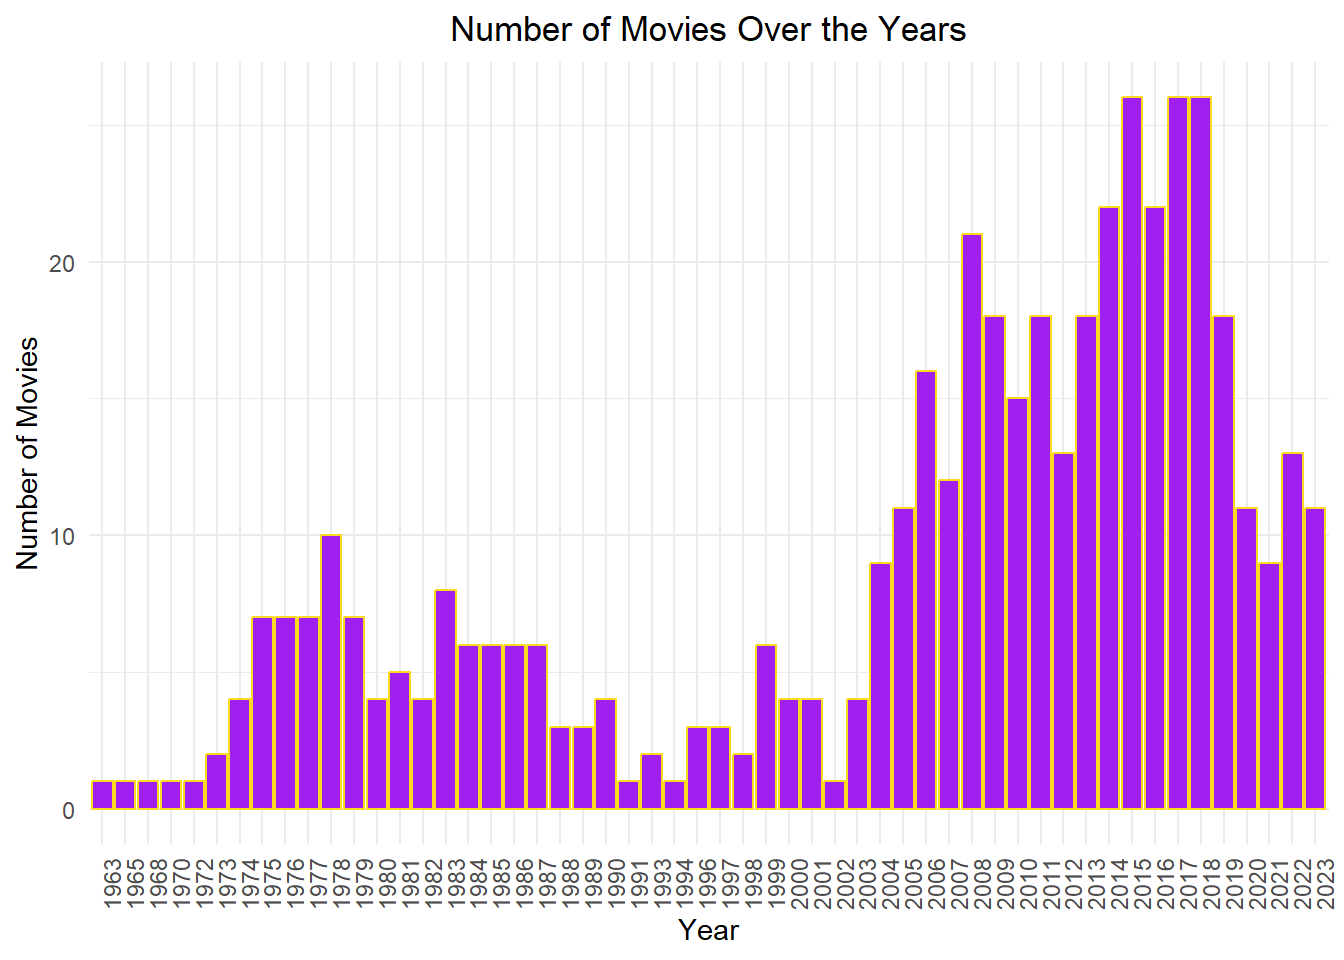 Number of Movies Over the Years
Number of Movies
20
10
0
1963 1965 1968 1970 1972 1973 1974 1975 1976 1977 1978 1979 1980 1981 1982 1983 1984 1985 1986 1987 1988 1989 1990 1991 1993 1994 1996 1997 1998 1999 2000 2001 2002 2003 2004 2005 2006 2007 2008 2009 2010 2011 2012 2013 2014 2015 2016 2017 2018 2019 2020 2021 2022 2023
Year